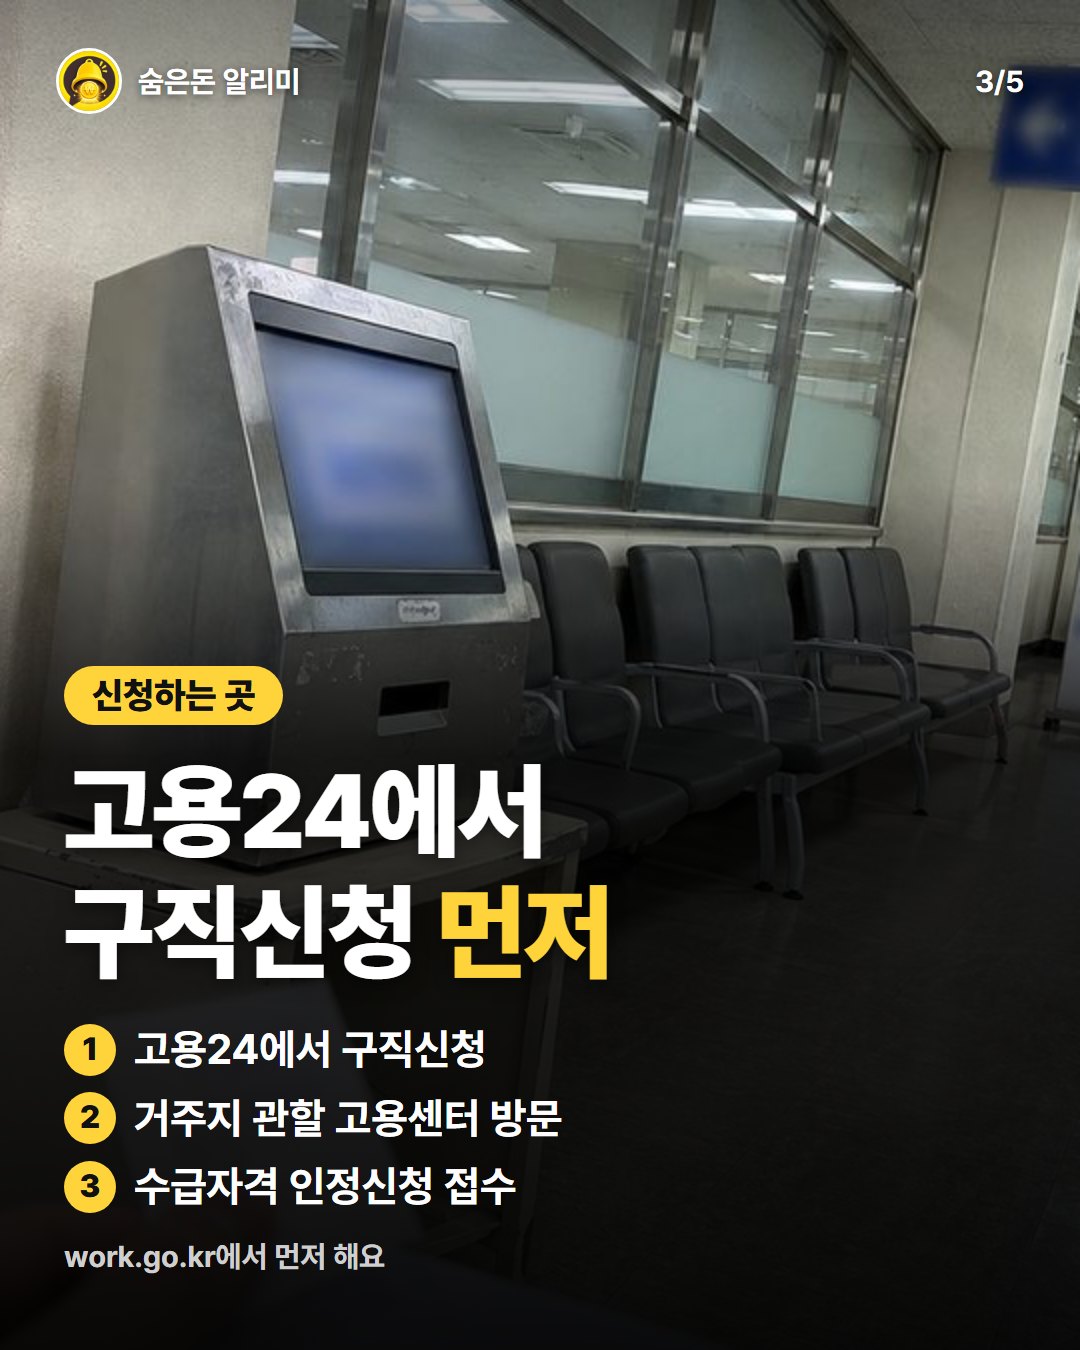 숨은돈 알리미
3/5
신청하는 곳
고용24에서
구직신청 먼저
1 고용24에서 구직신청
2 거주지 관할 고용센터 방문
3 수급자격 인정신청 접수
work.go.kr에서 먼저 해요